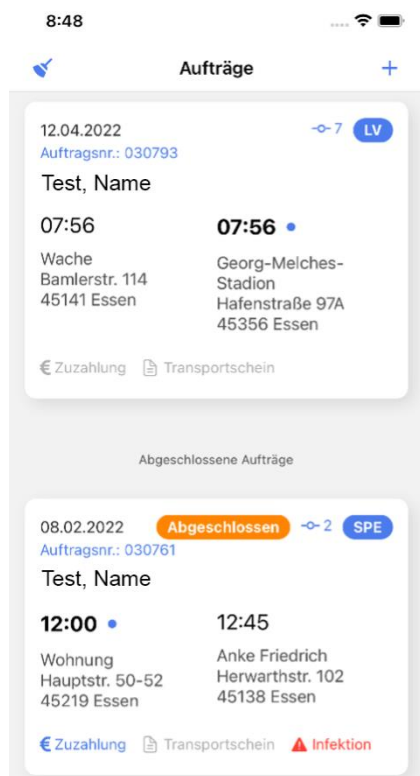 8:48
Aufträge
12.04.2022 7 LV
Auftragsnr.: 030793
Test, Name
07:56 07:56
Wache
Bamlerstr. 114
45141 Essen
Georg-Melches-
Stadion
Hafenstraße 97A
45356 Essen
Zuzahlung Transportschein
Abgeschlossene Aufträge
08.02.2022 Abgeschlossen 2 SPE
Auftragsnr.: 030761
Test, Name
12:00 12:45
Wohnung
Hauptstr. 50-52
45219 Essen
Anke Friedrich
Herwarthstr. 102
45138 Essen
€ Zuzahlung Transportschein Infektion